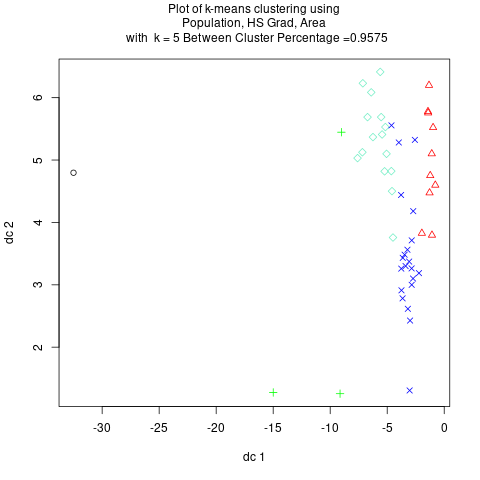 Plot of k-means clustering using
Population, HS Grad, Area
with k = 5 Between Cluster Percentage =0.9575
6
5
4
3
2
dc 2
-30
-25
-20
-15
-10
-5
0
dc 1